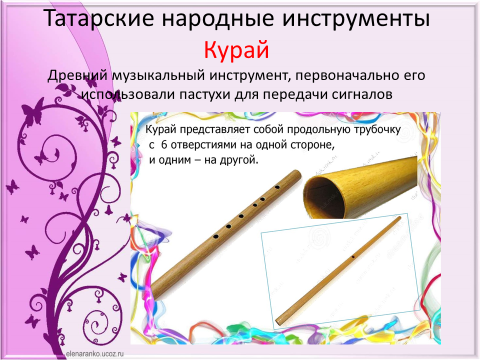 Татарские народные инструменты
Курай
Древний музыкальный инструмент, первоначально его
использовали пастухи для передачи сигналов
Курай представляет собой продольную трубочку
с 6 отверстиями на одной стороне,
и одним – на другой.
elenaranko.ucoz.ru